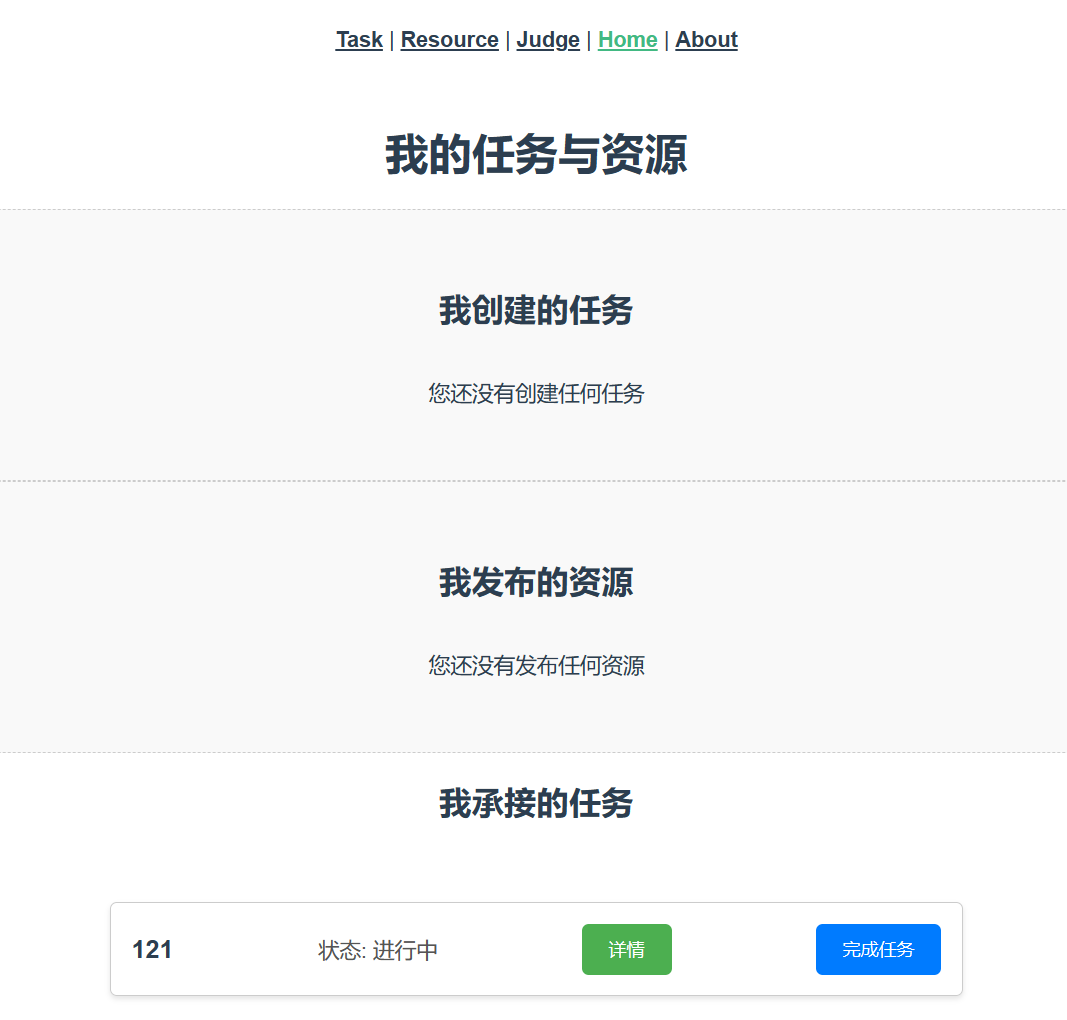 Task | Resource | Judge | Home | About
我的任务与资源
我创建的任务
您还没有创建任何任务
我发布的资源
您还没有发布任何资源
我承接的任务
121 状态: 进行中 详情 完成任务